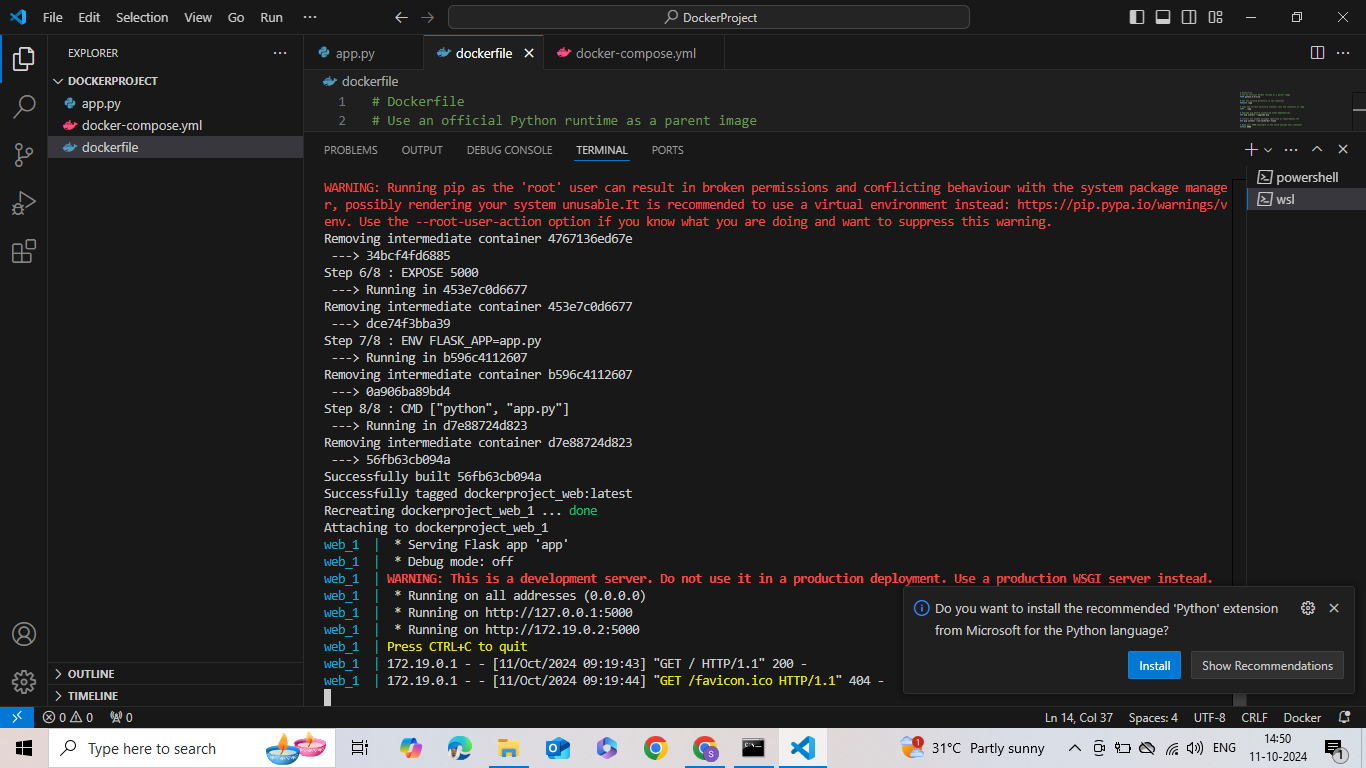 File Edit Selection View Go Run ··· DockerProject
EXPLORER
DOCKERPROJECT
app.py
docker-compose.yml
dockerfile
OUTLINE
TIMELINE
app.py dockerfile docker-compose.yml
dockerfile
1 # Dockerfile
2 # Use an official Python runtime as a parent image
PROBLEMS OUTPUT DEBUG CONSOLE TERMINAL PORTS
powershell
wsl
WARNING: Running pip as the 'root' user can result in broken permissions and conflicting behaviour with the system package manage
r, possibly rendering your system unusable.It is recommended to use a virtual environment instead: https://pip.pypa.io/warnings/v
env. Use the --root-user-action option if you know what you are doing and want to suppress this warning.
Removing intermediate container 4767136ed67e
---> 34bcf4fd6885
Step 6/8 : EXPOSE 5000
---> Running in 453e7c0d6677
Removing intermediate container 453e7c0d6677
---> dce74f3bba39
Step 7/8 : ENV FLASK_APP=app.py
---> Running in b596c4112607
Removing intermediate container b596c4112607
---> 0a906ba89bd4
Step 8/8 : CMD ["python", "app.py"]
---> Running in d7e88724d823
Removing intermediate container d7e88724d823
---> 56fb63cb094a
Successfully built 56fb63cb094a
Successfully tagged dockerproject_web:latest
Recreating dockerproject_web_1 ... done
Attaching to dockerproject_web_1
web_1 | * Serving Flask app 'app'
web_1 | * Debug mode: off
web_1 | WARNING: This is a development server. Do not use it in a production deployment. Use a production WSGI server instead.
web_1 | * Running on all addresses (0.0.0.0)
web_1 | * Running on http://127.0.0.1:5000
web_1 | * Running on http://172.19.0.2:5000
web_1 | Press CTRL+C to quit
web_1 | 172.19.0.1 - - [11/Oct/2024 09:19:43] "GET / HTTP/1.1" 200 -
web_1 | 172.19.0.1 - - [11/Oct/2024 09:19:44] "GET /favicon.ico HTTP/1.1" 404 -
Do you want to install the recommended 'Python' extension
from Microsoft for the Python language?
Install Show Recommendations
0 0 0 Ln 14, Col 37 Spaces: 4 UTF-8 CRLF Docker
Type here to search 1 31°C Partly sunny ENG 14:50
11-10-2024 1